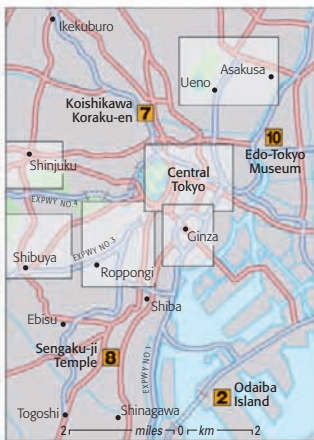 Ikekuburo
Asakusa
Ueno
Koishikawa
Koraku-en
7
10
Edo-Tokyo
Museum
Shinjuku
Central
Tokyo
EXPWY NO.4
Shibuya
EXPWY NO.3
Ginza
Roppongi
Shiba
Ebisu
Sengaku-ji
Temple
8
EXPWY NO.1
2
Odaiba
Island
Togoshi
Shinagawa
2 miles 0 km 2